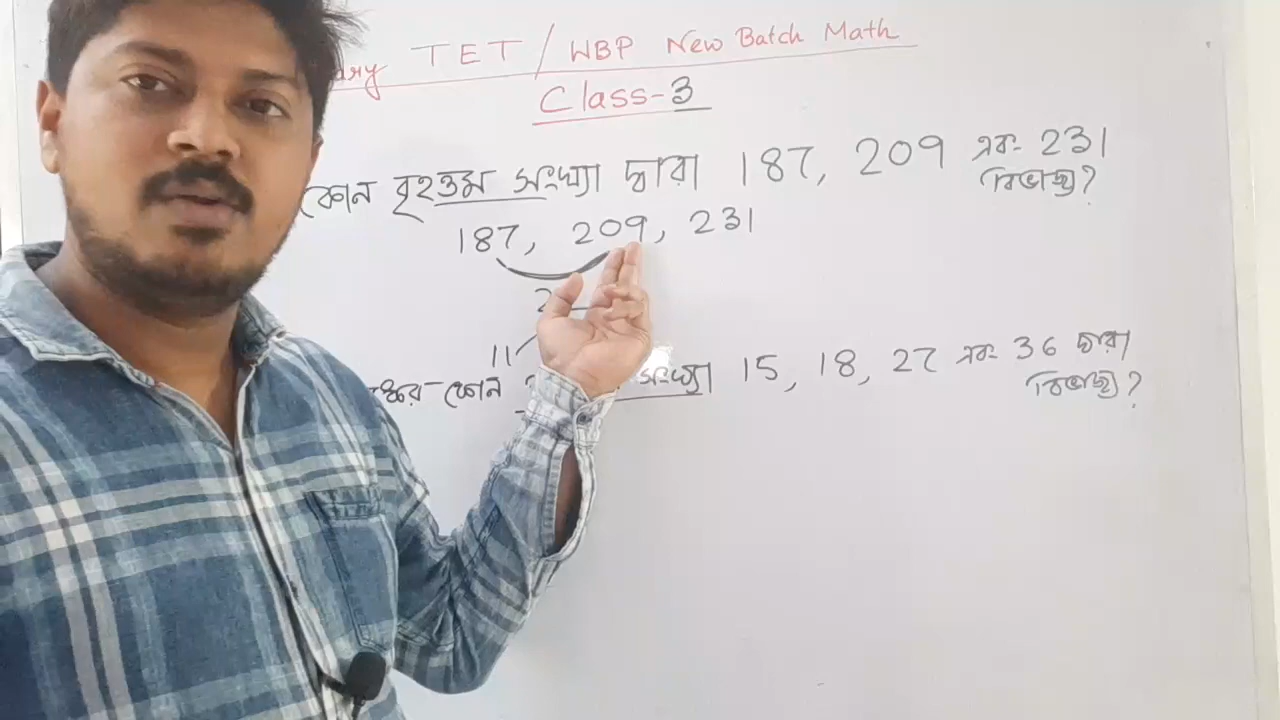 TET / WBP New Batch Math
Class-3
কোন বৃহত্তম সংখ্যা দ্বারা 187, 209 এবং 231
বিভাজ্য?
187, 209, 231
2
11
কোন সংখ্যা 15, 18, 27 এবং 36 দ্বারা
বিভাজ্য?